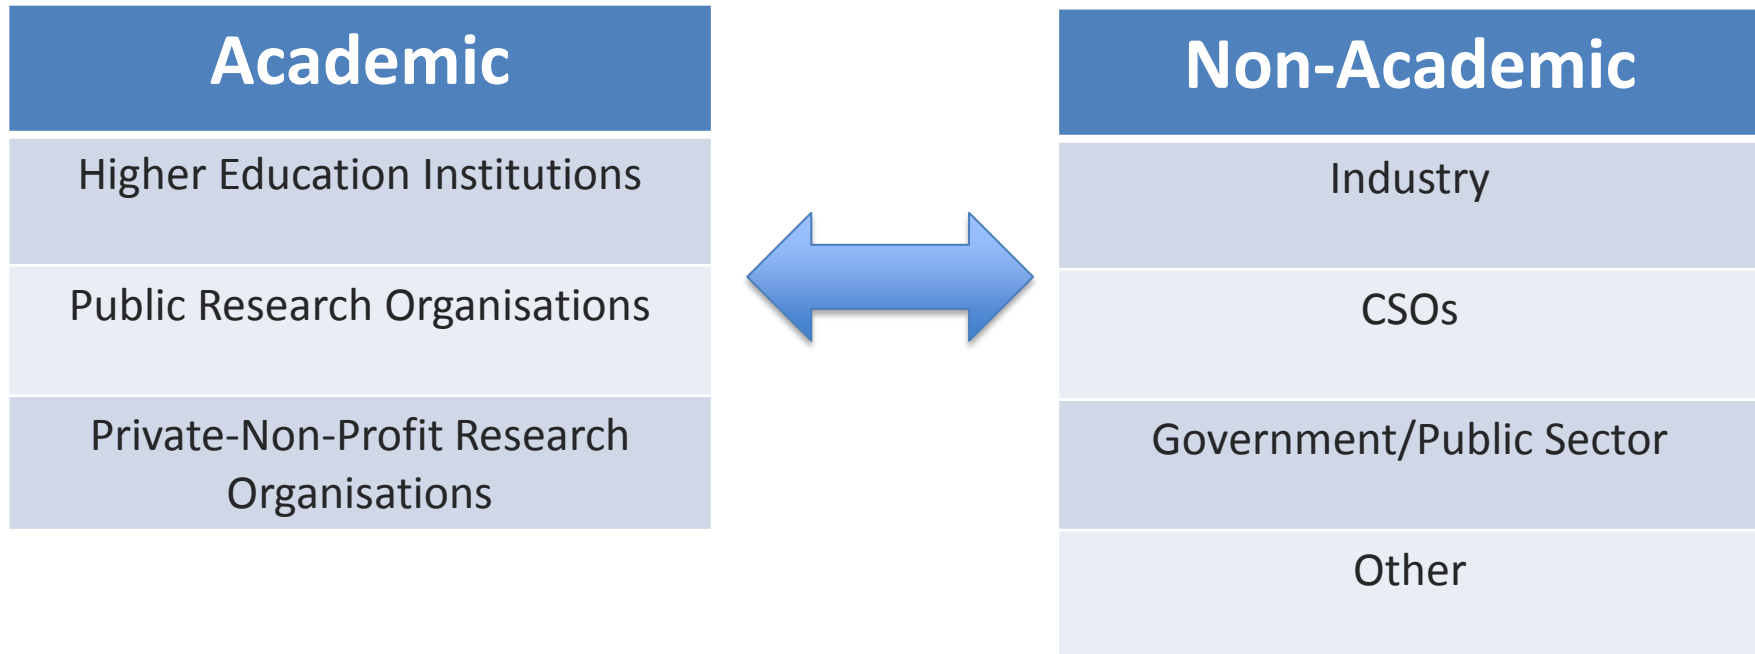 Academic
Higher Education Institutions
Public Research Organisations
Private-Non-Profit Research
Organisations
Non-Academic
Industry
CSOs
Government/Public Sector
Other